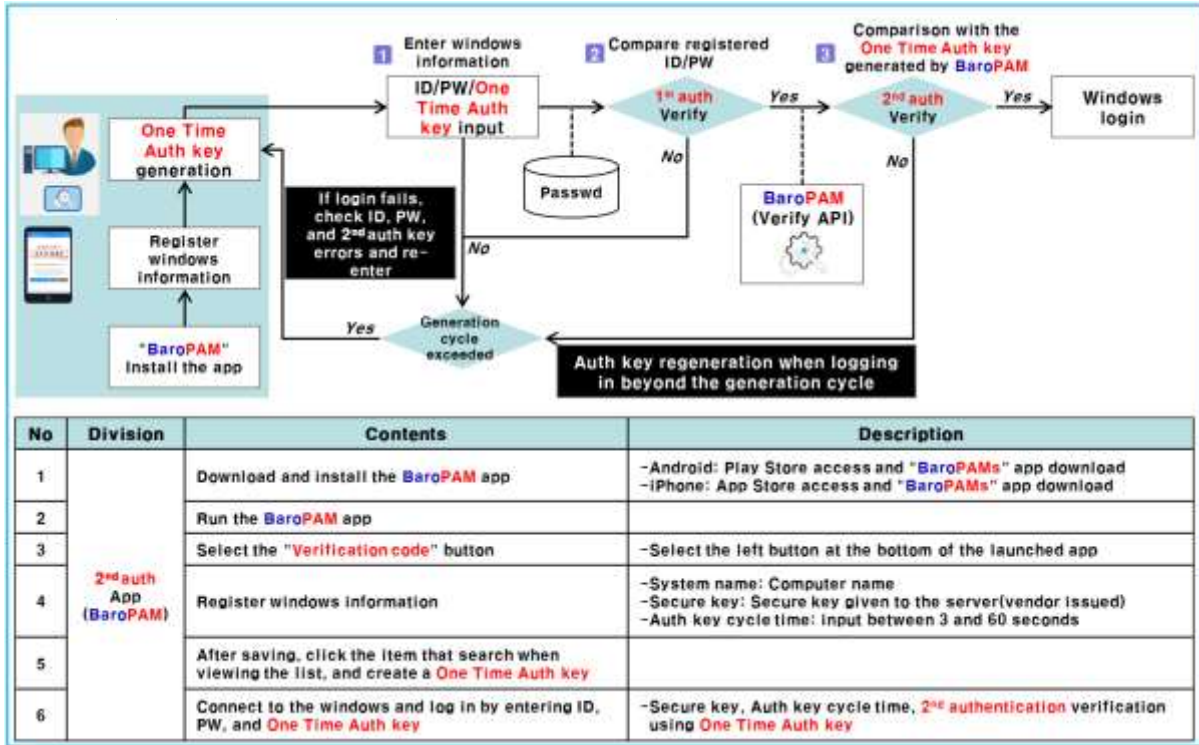 1
Enter windows
information
ID/PW/One
Time Auth
key input
2
Compare registered
ID/PW
1st auth
Verify
Yes
3
Comparison with the
One Time Auth key
generated by BaroPAM
2nd auth
Verify
Yes
Windows
login
One Time
Auth key
generation
Register
windows
information
"BaroPAM"
Install the app
If login fails,
check ID, PW,
and 2nd auth key
errors and re-
enter
Passwd
No
No
No
BaroPAM
(Verify API)
Yes
Generation
cycle
exceeded
Auth key regeneration when logging
in beyond the generation cycle
No Division Contents Description
2nd auth
App
(BaroPAM)
1 Download and install the BaroPAM app
-Android: Play Store access and "BaroPAMs" app download
-iPhone: App Store access and "BaroPAMs" app download
2 Run the BaroPAM app
3 Select the "Verification code" button -Select the left button at the bottom of the launched app
4 Register windows information
-System name: Computer name
-Secure key: Secure key given to the server(vendor issued)
-Auth key cycle time: input between 3 and 60 seconds
5 After saving, click the item that search when
viewing the list, and create a One Time Auth key
6 Connect to the windows and log in by entering ID,
PW, and One Time Auth key
-Secure key, Auth key cycle time, 2nd authentication verification
using One Time Auth key